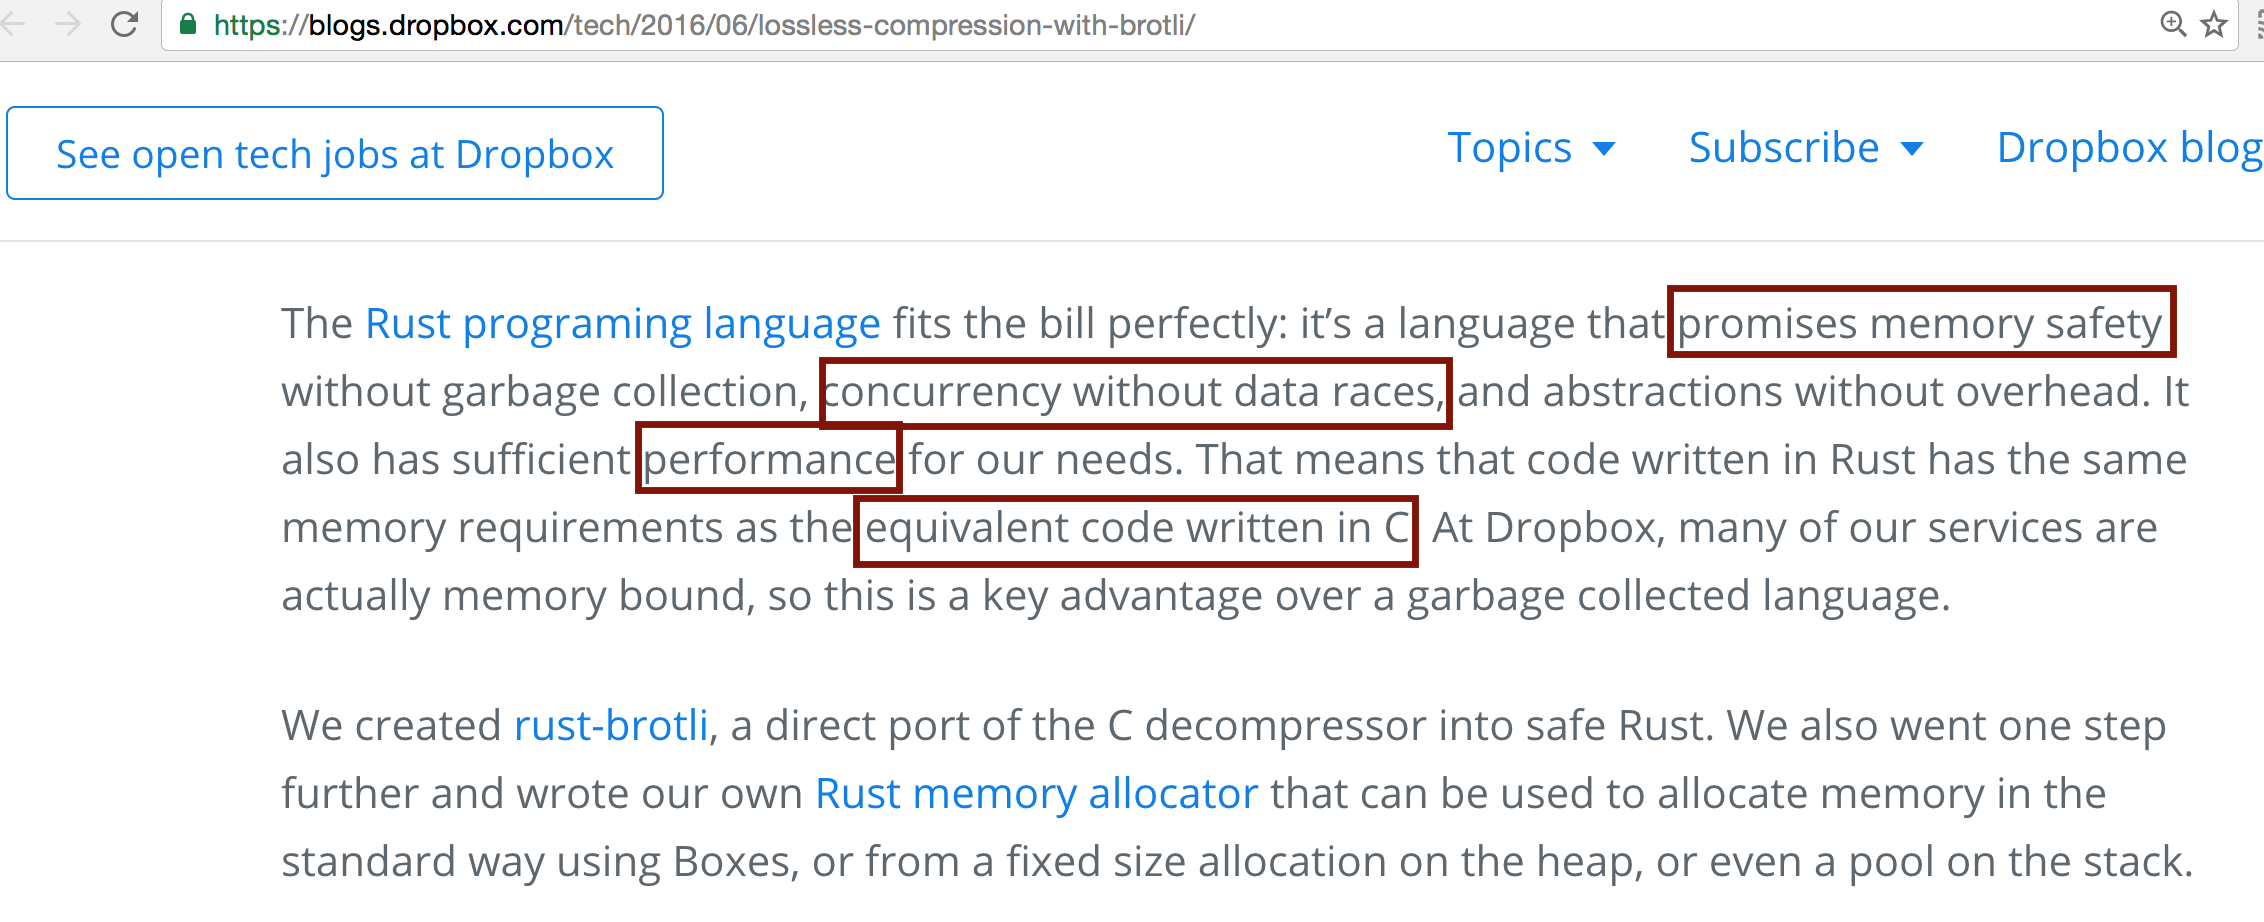 https://blogs.dropbox.com/tech/2016/06/lossless-compression-with-brotli/
See open tech jobs at Dropbox
Topics
Subscribe
Dropbox blog
The Rust programing language fits the bill perfectly: it’s a language that promises memory safety
without garbage collection, concurrency without data races, and abstractions without overhead. It
also has sufficient performance for our needs. That means that code written in Rust has the same
memory requirements as the equivalent code written in C. At Dropbox, many of our services are
actually memory bound, so this is a key advantage over a garbage collected language.
We created rust-brotli, a direct port of the C decompressor into safe Rust. We also went one step
further and wrote our own Rust memory allocator that can be used to allocate memory in the
standard way using Boxes, or from a fixed size allocation on the heap, or even a pool on the stack.